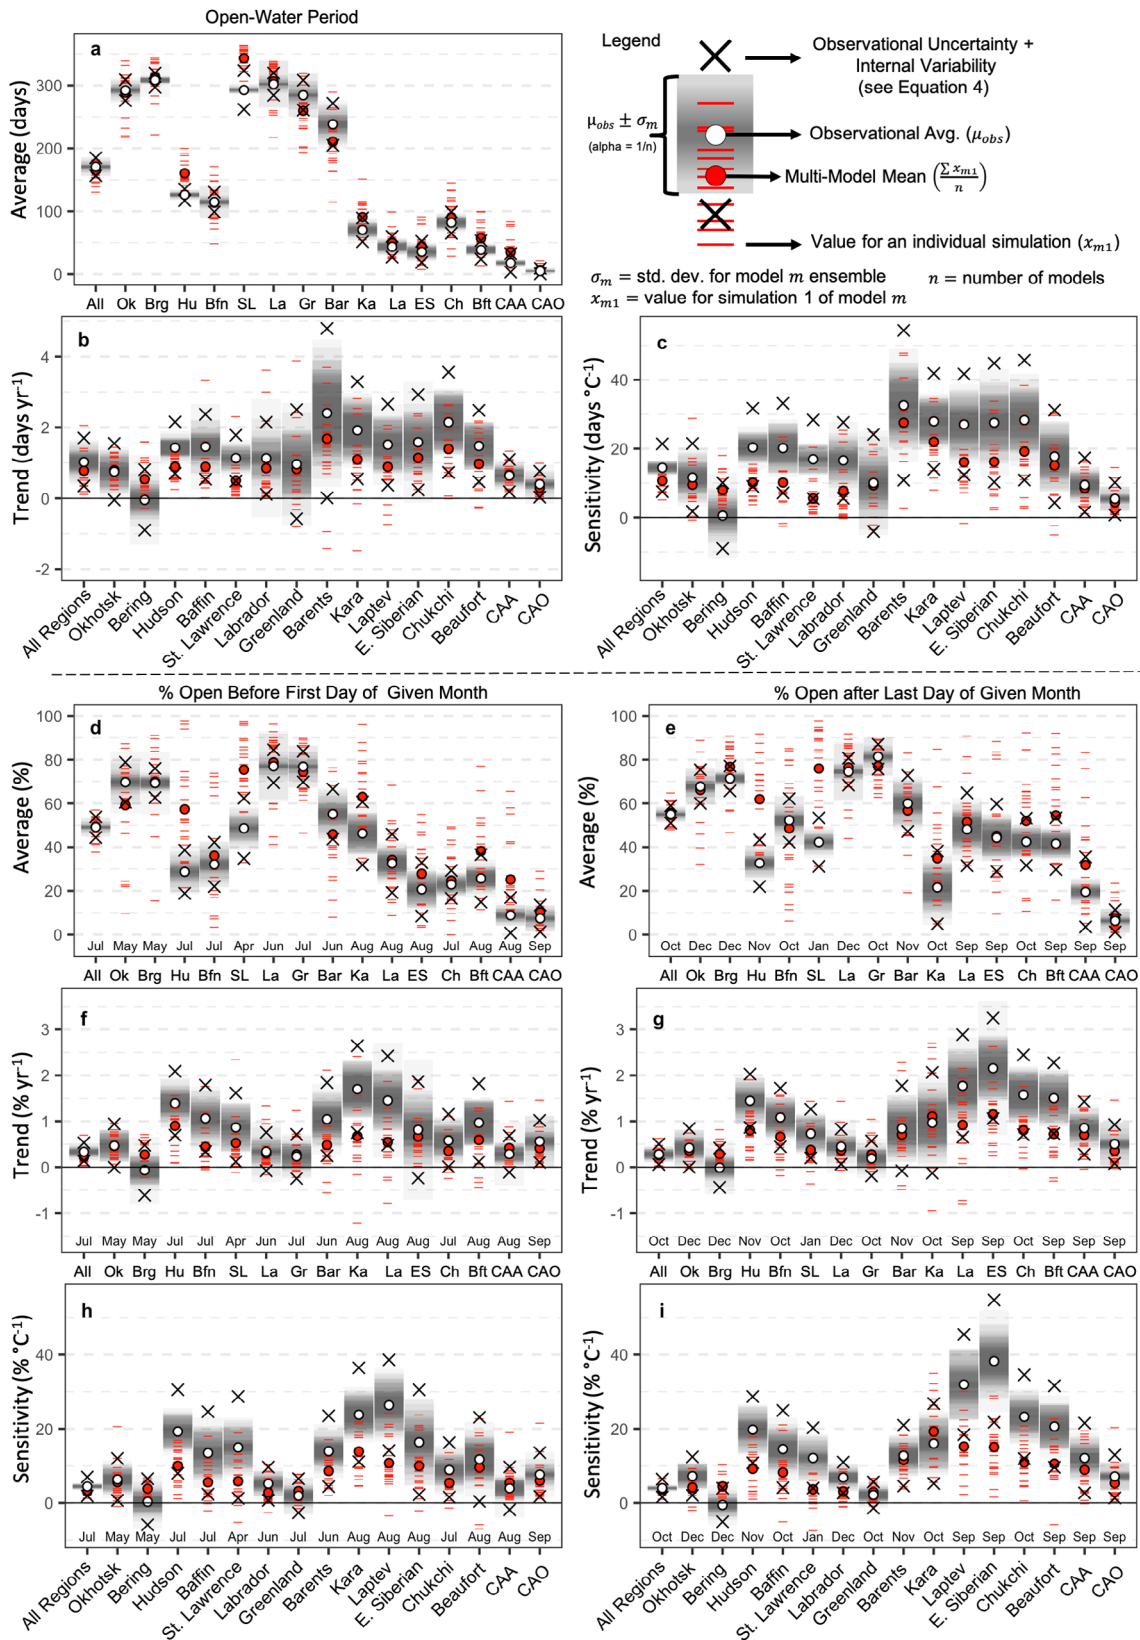 Open-Water Period
a
Average (days)
300
200
100
0
All Ok Brg Hu Bfn SL La Gr Bar Ka La ES Ch Bft CAA CAO
Legend
Observational Uncertainty +
Internal Variability
(see Equation 4)
μobs ± σm
(alpha = 1/n)
Observational Avg. (μobs)
Multi-Model Mean (∑ xm1 / n)
Value for an individual simulation (xm1)
σm = std. dev. for model m ensemble n = number of models
xm1 = value for simulation 1 of model m
b
Trend (days yr-1)
4
2
0
-2
All Regions Okhotsk Bering Hudson Baffin St. Lawrence Labrador Greenland Barents Kara Laptev E. Siberian Chukchi Beaufort CAA CAO
c
Sensitivity (days °C-1)
40
20
0
All Regions Okhotsk Bering Hudson Baffin St. Lawrence Labrador Greenland Barents Kara Laptev E. Siberian Chukchi Beaufort CAA CAO
% Open Before First Day of Given Month
d
Average (%)
100
80
60
40
20
0
Jul May May Jul Jul Apr Jun Jul Jun Aug Aug Aug Jul Aug Aug Sep
All Ok Brg Hu Bfn SL La Gr Bar Ka La ES Ch Bft CAA CAO
% Open after Last Day of Given Month
e
Average (%)
100
80
60
40
20
0
Oct Dec Dec Nov Oct Jan Dec Oct Nov Oct Sep Sep Oct Oct Sep Sep
All Ok Brg Hu Bfn SL La Gr Bar Ka La ES Ch Bft CAA CAO
f
Trend (% yr-1)
3
2
1
0
-1
Jul May May Jul Jul Apr Jun Jul Jun Aug Aug Aug Jul Aug Aug Sep
All Ok Brg Hu Bfn SL La Gr Bar Ka La ES Ch Bft CAA CAO
g
Trend (% yr-1)
3
2
1
0
-1
Oct Dec Dec Nov Oct Jan Dec Oct Nov Oct Sep Sep Oct Oct Sep Sep
All Ok Brg Hu Bfn SL La Gr Bar Ka La ES Ch Bft CAA CAO
h
Sensitivity (% °C-1)
40
20
0
Jul May May Jul Jul Apr Jun Jul Jun Aug Aug Aug Jul Aug Aug Sep
All Regions Okhotsk Bering Hudson Baffin St. Lawrence Labrador Greenland Barents Kara Laptev E. Siberian Chukchi Beaufort CAA CAO
i
Sensitivity (% °C-1)
40
20
0
Oct Dec Dec Nov Oct Jan Dec Oct Nov Oct Sep Sep Oct Oct Sep Sep
All Regions Okhotsk Bering Hudson Baffin St. Lawrence Labrador Greenland Barents Kara Laptev E. Siberian Chukchi Beaufort CAA CAO